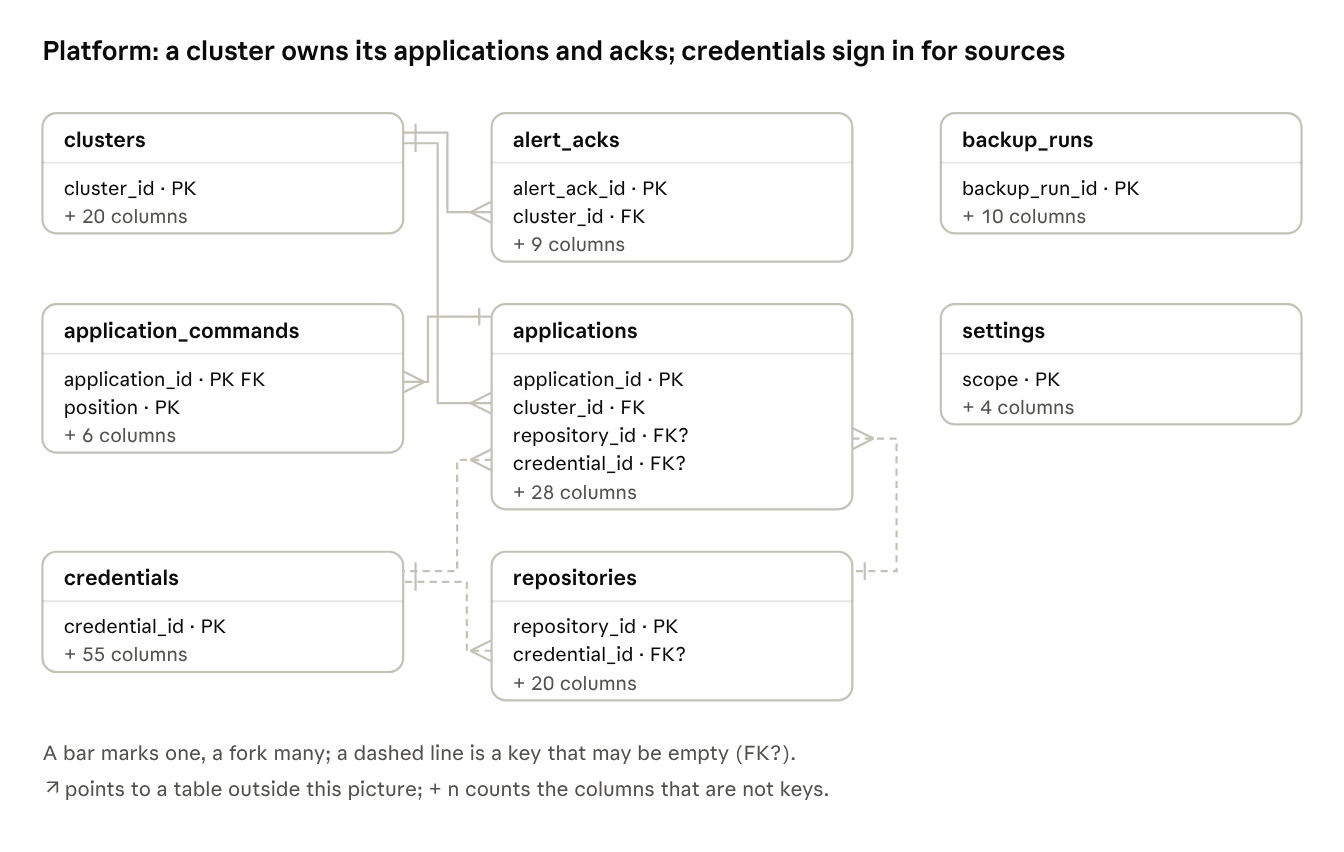 Platform: a cluster owns its applications and acks; credentials sign in for sources
clusters
cluster_id · PK
+ 20 columns
alert_acks
alert_ack_id · PK
cluster_id · FK
+ 9 columns
backup_runs
backup_run_id · PK
+ 10 columns
application_commands
application_id · PK FK
position · PK
+ 6 columns
applications
application_id · PK
cluster_id · FK
repository_id · FK?
credential_id · FK?
+ 28 columns
settings
scope · PK
+ 4 columns
credentials
credential_id · PK
+ 55 columns
repositories
repository_id · PK
credential_id · FK?
+ 20 columns
A bar marks one, a fork many; a dashed line is a key that may be empty (FK?).
↗ points to a table outside this picture; + n counts the columns that are not keys.